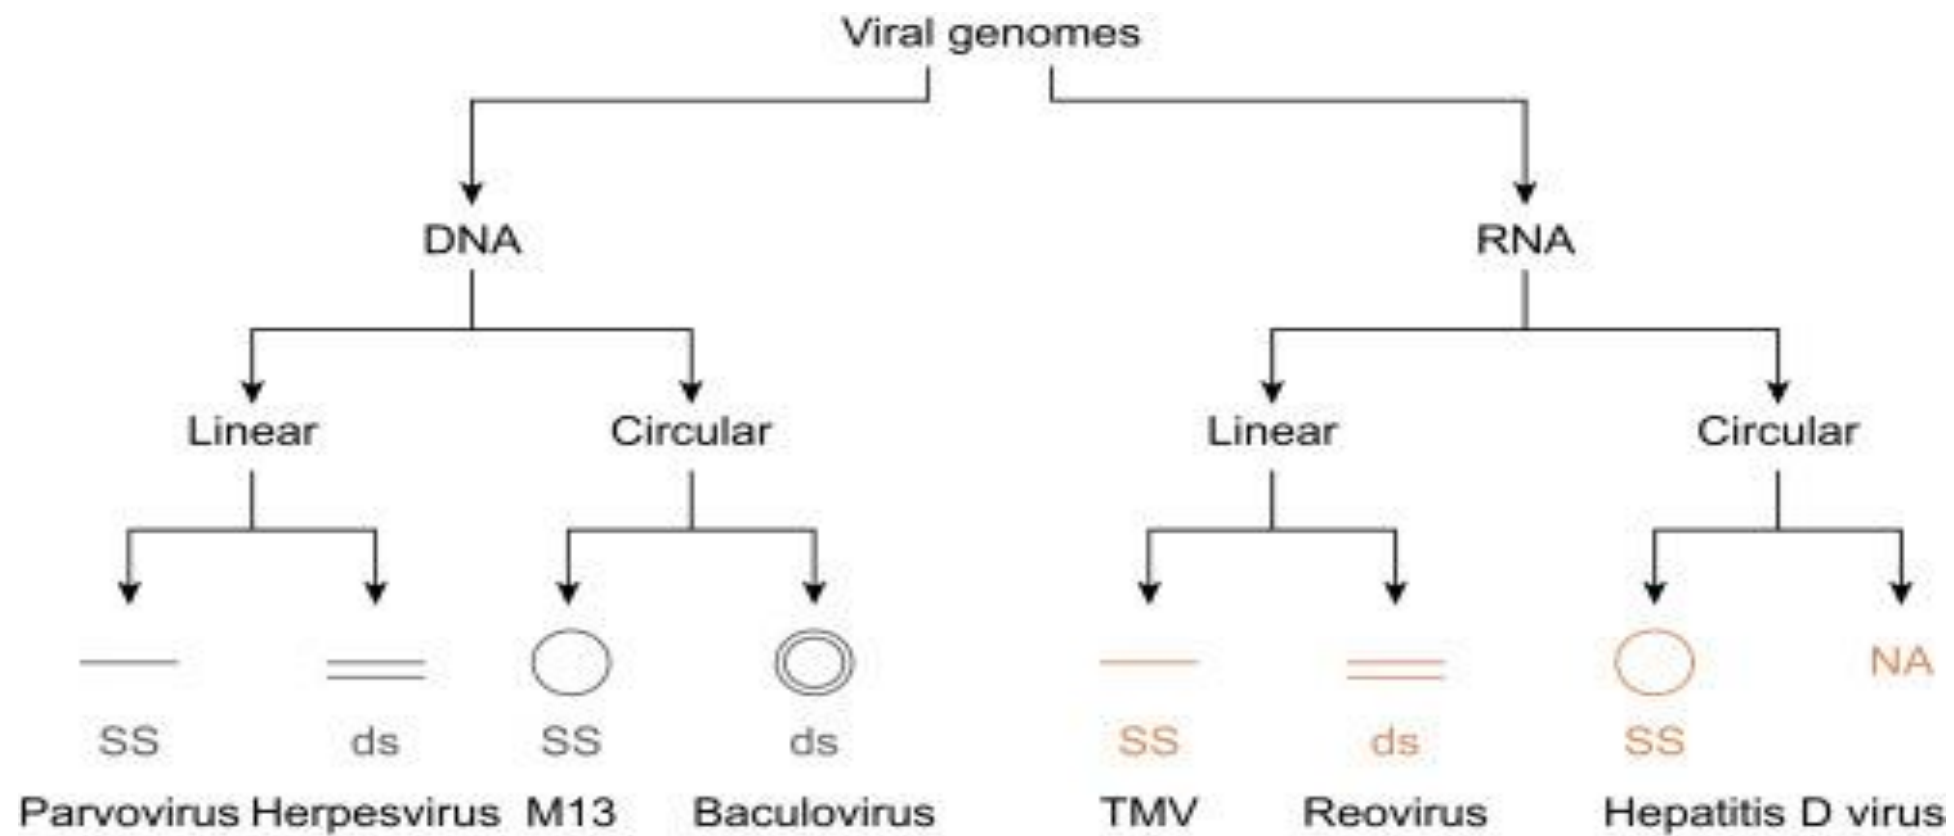 Viral genomes
DNA RNA
Linear Circular Linear Circular
NA
SS ds SS ds SS ds SS
Parvovirus Herpesvirus M13 Baculovirus TMV Reovirus Hepatitis D virus